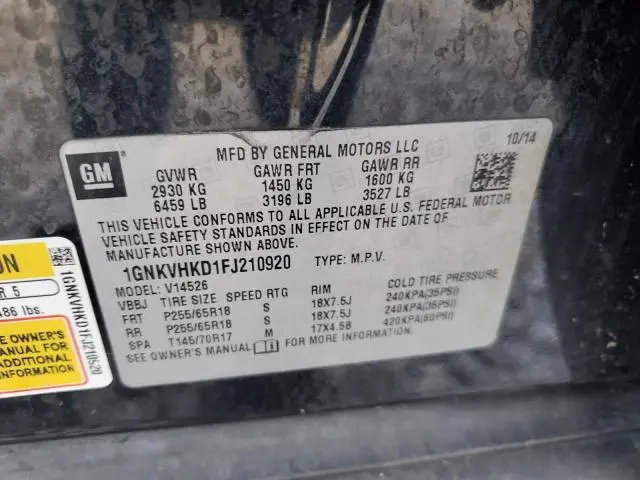 MFD BY GENERAL MOTORS LLC
10/14
GM
GVWR GAWR FRT GAWR RR
2930 KG 1450 KG 1600 KG
6459 LB 3196 LB 3527 LB
THIS VEHICLE CONFORMS TO ALL APPLICABLE U.S. FEDERAL MOTOR
VEHICLE SAFETY STANDARDS IN EFFECT ON THE DATE OF
MANUFACTURE SHOWN ABOVE.
1GNKVHKD1FJ210920 TYPE: M.P.V.
MODEL: V14526
VBBJ TIRE SIZE SPEED RTG RIM COLD TIRE PRESSURE
FRT P255/65R18 S 18X7.5J 240KPA(35PSI)
RR P255/65R18 S 18X7.5J 240KPA(35PSI)
SPA T145/70R17 M 17X4.5B 420KPA(60PSI)
SEE OWNER'S MANUAL FOR MORE INFORMATION
ON
R 5
486 lbs.
E OWNER'S
MANUAL FOR
ADDITIONAL
INFORMATION
1GNKVHKD1FJ210920